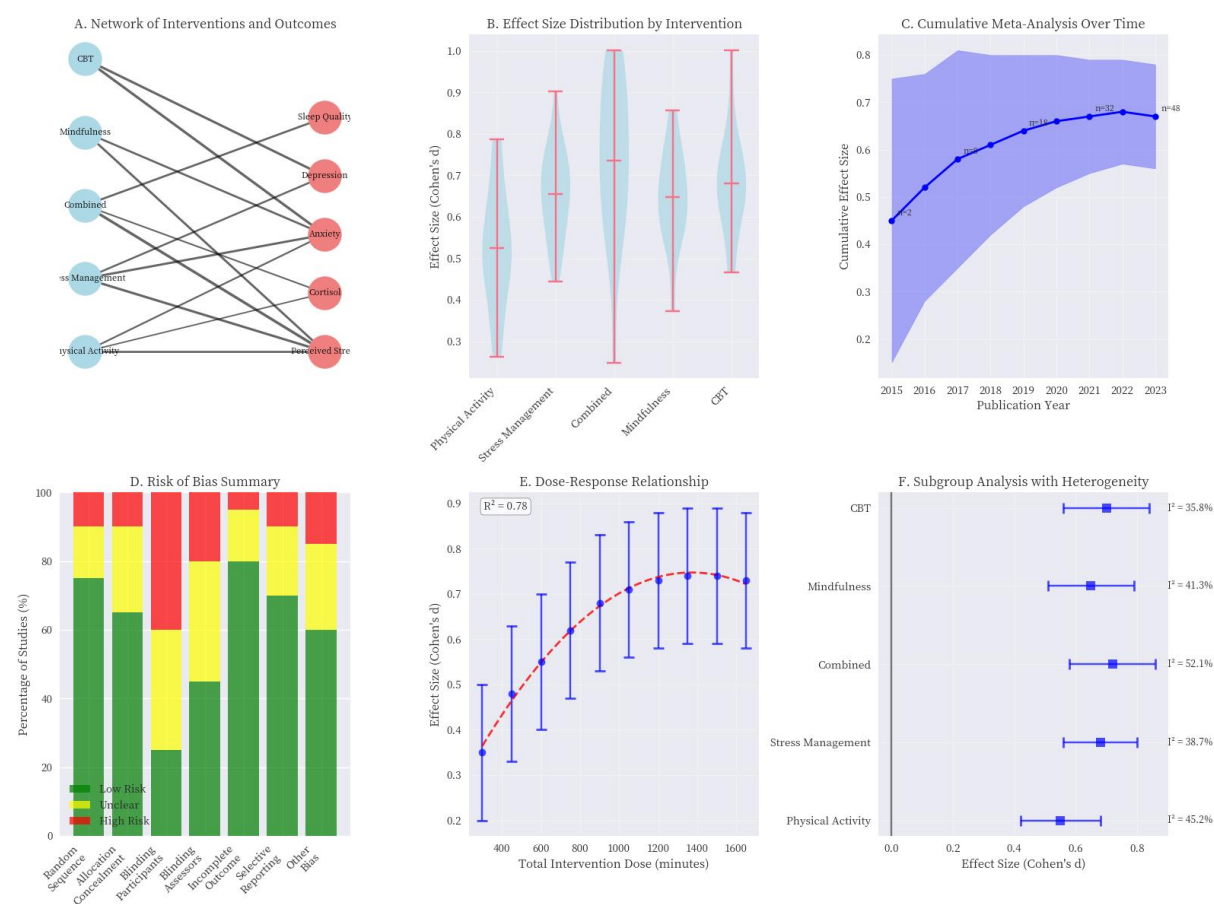 A. Network of Interventions and Outcomes
CBT
Mindfulness
Combined
ss Management
ysical Activity
Sleep Quality
Depression
Anxiety
Cortisol
Perceived Stre
B. Effect Size Distribution by Intervention
Effect Size (Cohen's d)
1.0
0.9
0.8
0.7
0.6
0.5
0.4
0.3
Physical Activity
Stress Management
Combined
Mindfulness
CBT
C. Cumulative Meta-Analysis Over Time
Cumulative Effect Size
0.8
0.7
0.6
0.5
0.4
0.3
0.2
n=2
n=8
n=18
n=32
n=48
2015 2016 2017 2018 2019 2020 2021 2022 2023
Publication Year
D. Risk of Bias Summary
Percentage of Studies (%)
100
80
60
40
20
0
Low Risk
Unclear
High Risk
Random
Sequence
Allocation
Concealment
Blinding
Participants
Blinding
Assessors
Incomplete
Outcome
Selective
Reporting
Other
Bias
E. Dose-Response Relationship
R² = 0.78
Effect Size (Cohen's d)
0.9
0.8
0.7
0.6
0.5
0.4
0.3
0.2
400 600 800 1000 1200 1400 1600
Total Intervention Dose (minutes)
F. Subgroup Analysis with Heterogeneity
CBT
I² = 35.8%
Mindfulness
I² = 41.3%
Combined
I² = 52.1%
Stress Management
I² = 38.7%
Physical Activity
I² = 45.2%
0.0 0.2 0.4 0.6 0.8
Effect Size (Cohen's d)